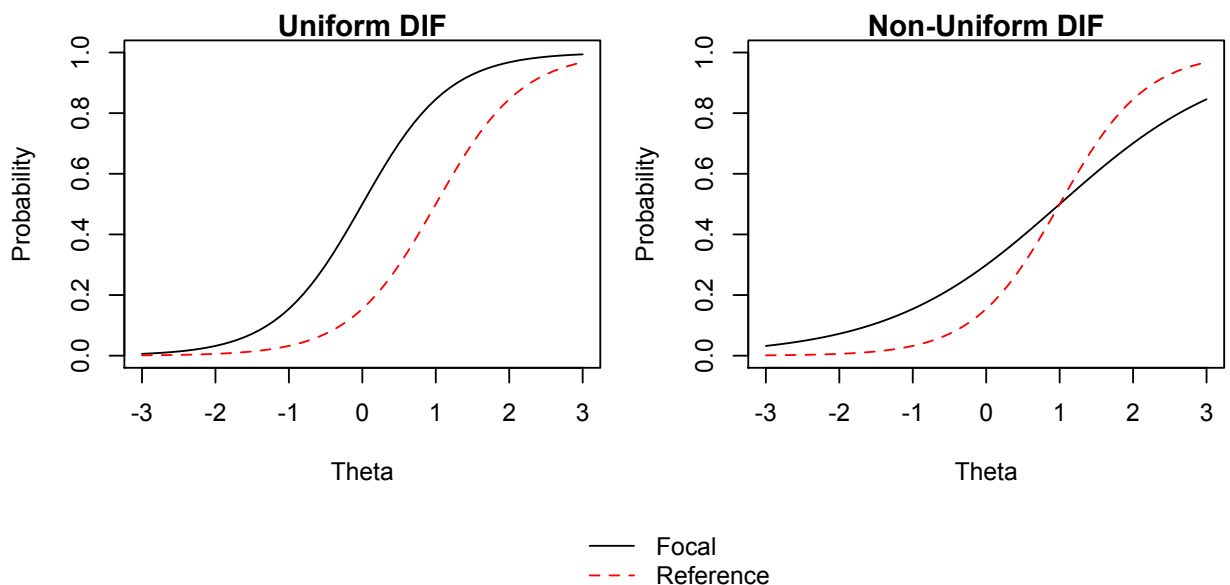 Uniform DIF
Probability
0.0 0.2 0.4 0.6 0.8 1.0
-3 -2 -1 0 1 2 3
Theta
Non-Uniform DIF
Probability
0.0 0.2 0.4 0.6 0.8 1.0
-3 -2 -1 0 1 2 3
Theta
Focal
Reference